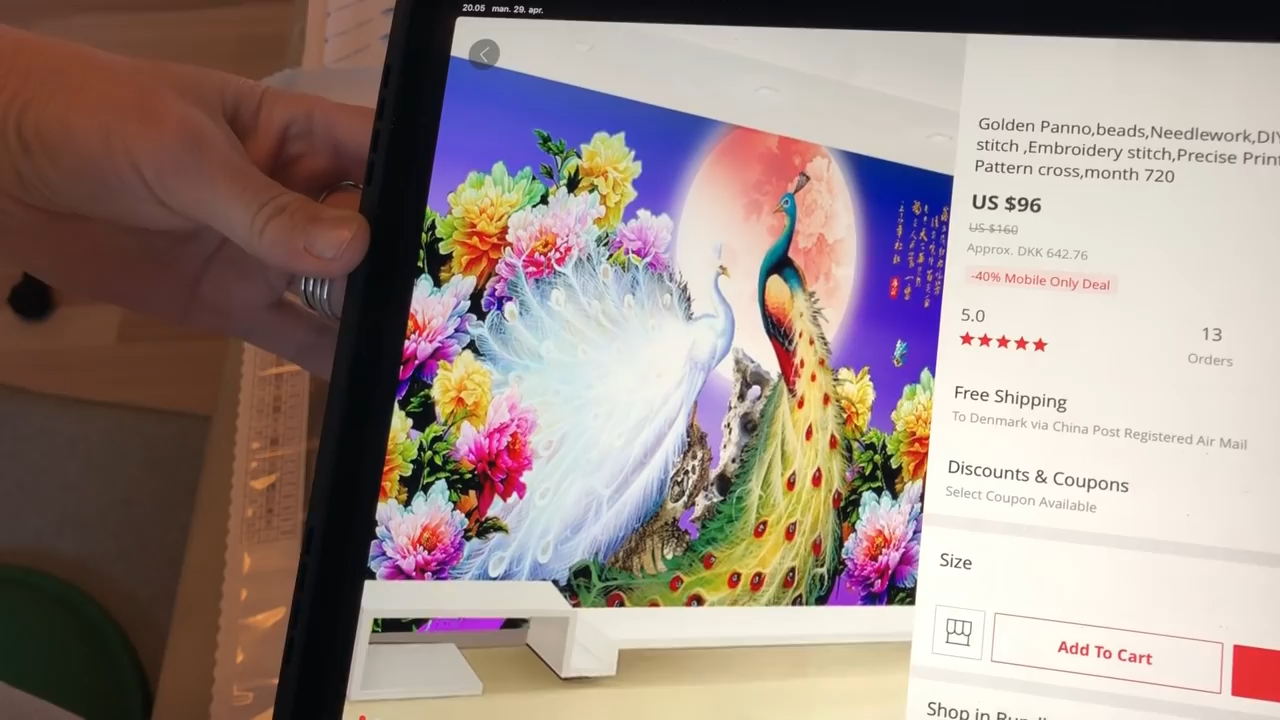 20.05 man. 29. apr.
Golden Panno,beads,Needlework,DIY
stitch ,Embroidery stitch,Precise Print
Pattern cross,month 720
US $96
US $160
Approx. DKK 642.76
-40% Mobile Only Deal
5.0
13
Orders
Free Shipping
To Denmark via China Post Registered Air Mail
Discounts & Coupons
Select Coupon Available
Size
Add To Cart
Shop in